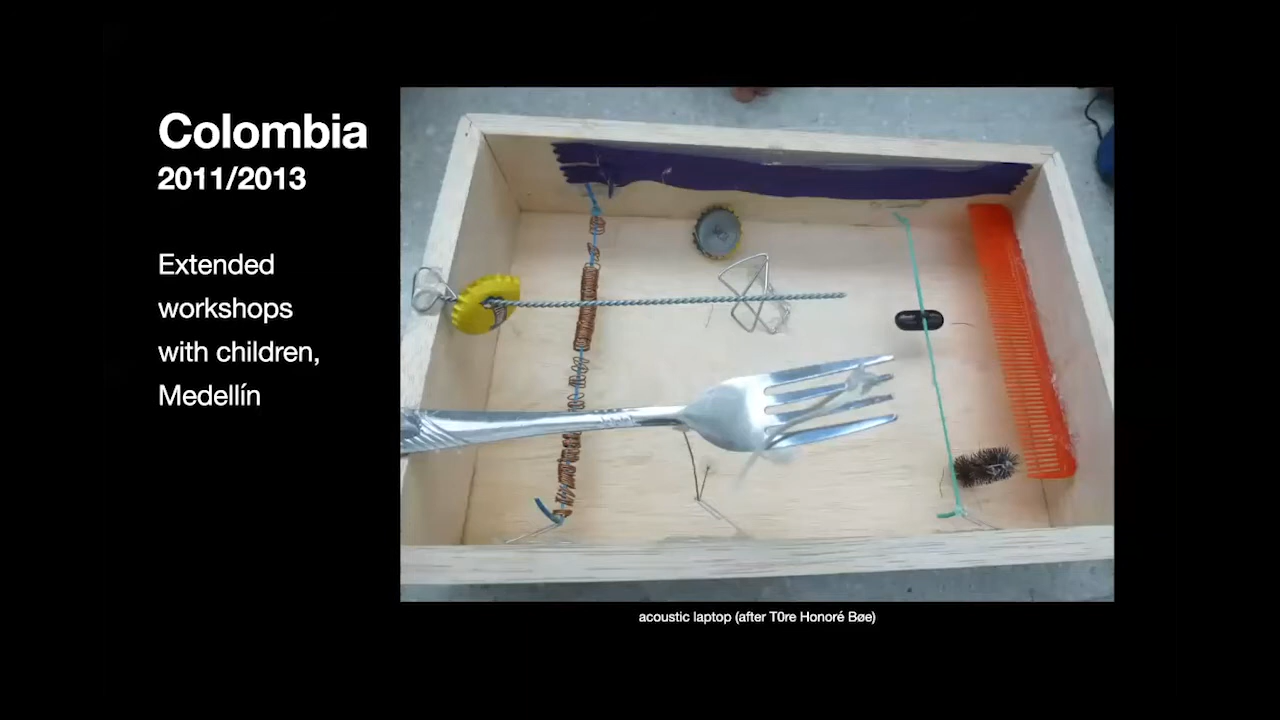 Colombia
2011/2013
Extended
workshops
with children,
Medellín
acoustic laptop (after T0re Honoré Bøe)